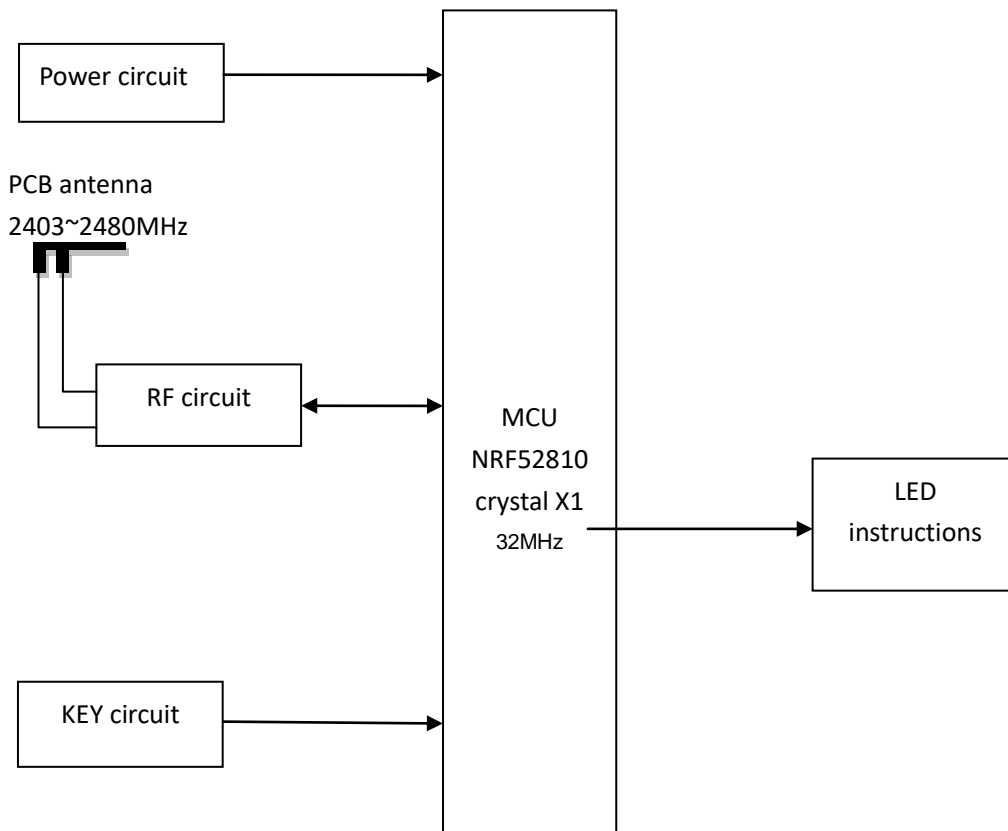 Power circuit
PCB antenna
2403~2480MHz
RF circuit
MCU
NRF52810
crystal X1
32MHz
LED
instructions
KEY circuit